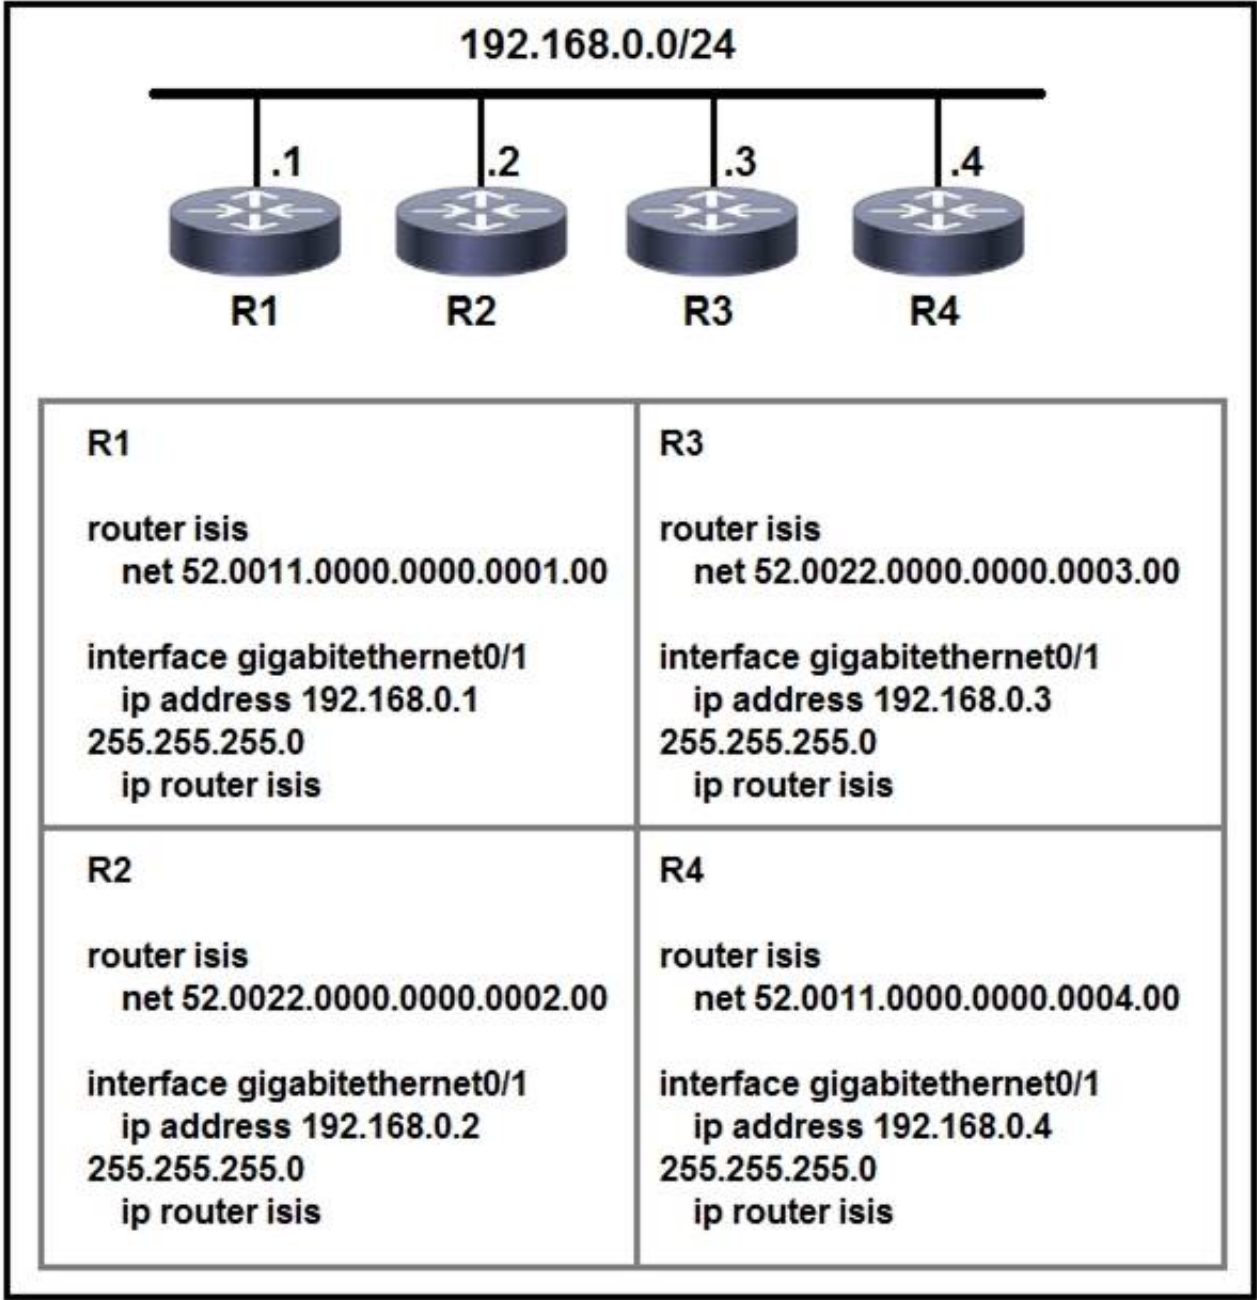 192.168.0.0/24
.1
.2
.3
.4
R1
R2
R3
R4
R1
router isis
net 52.0011.0000.0000.0001.00
interface gigabitethernet0/1
ip address 192.168.0.1
255.255.255.0
ip router isis
R3
router isis
net 52.0022.0000.0000.0003.00
interface gigabitethernet0/1
ip address 192.168.0.3
255.255.255.0
ip router isis
R2
router isis
net 52.0022.0000.0000.0002.00
interface gigabitethernet0/1
ip address 192.168.0.2
255.255.255.0
ip router isis
R4
router isis
net 52.0011.0000.0000.0004.00
interface gigabitethernet0/1
ip address 192.168.0.4
255.255.255.0
ip router isis